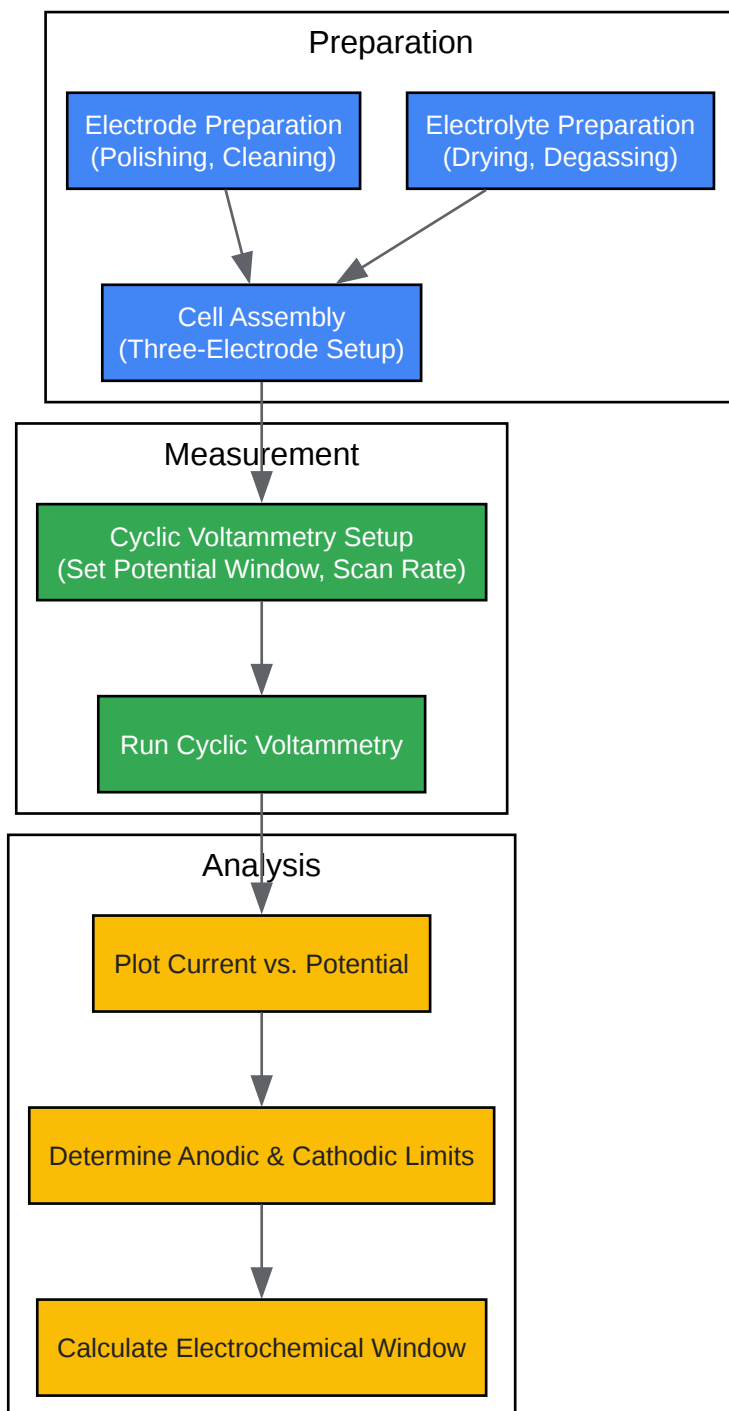 Preparation
Electrode Preparation
(Polishing, Cleaning)
Electrolyte Preparation
(Drying, Degassing)
Cell Assembly
(Three-Electrode Setup)
Measurement
Cyclic Voltammetry Setup
(Set Potential Window, Scan Rate)
Run Cyclic Voltammetry
Analysis
Plot Current vs. Potential
Determine Anodic & Cathodic Limits
Calculate Electrochemical Window